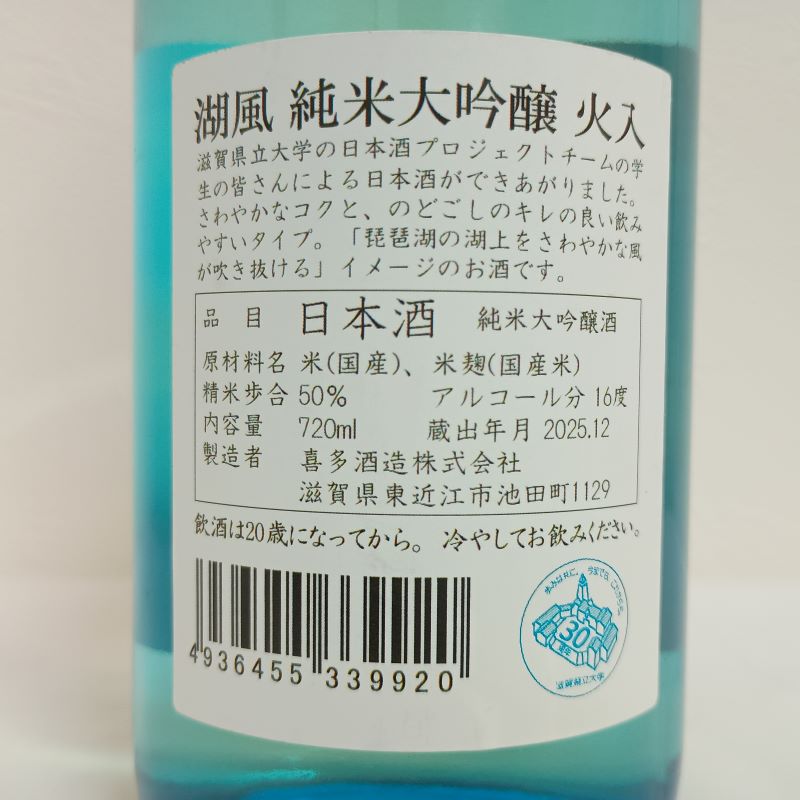 湖風 純米大吟醸 火入
滋賀県立大学の日本酒プロジェクトチームの学
生の皆さんによる日本酒ができあがりました。
さわやかなコクと、のどごしのキレの良い飲み
やすいタイプ。「琵琶湖の湖上をさわやかな風
が吹き抜ける」イメージのお酒です。
品 目 日本酒 純米大吟醸酒
原材料名 米(国産)、米麹(国産米)
精米歩合 50% アルコール分 16度
内容量 720ml 蔵出年月 2025.12
製造者 喜多酒造株式会社
滋賀県東近江市池田町1129
飲酒は20歳になってから。冷やしてお飲みください。
4936455 339920
30
周年
滋賀県立大学